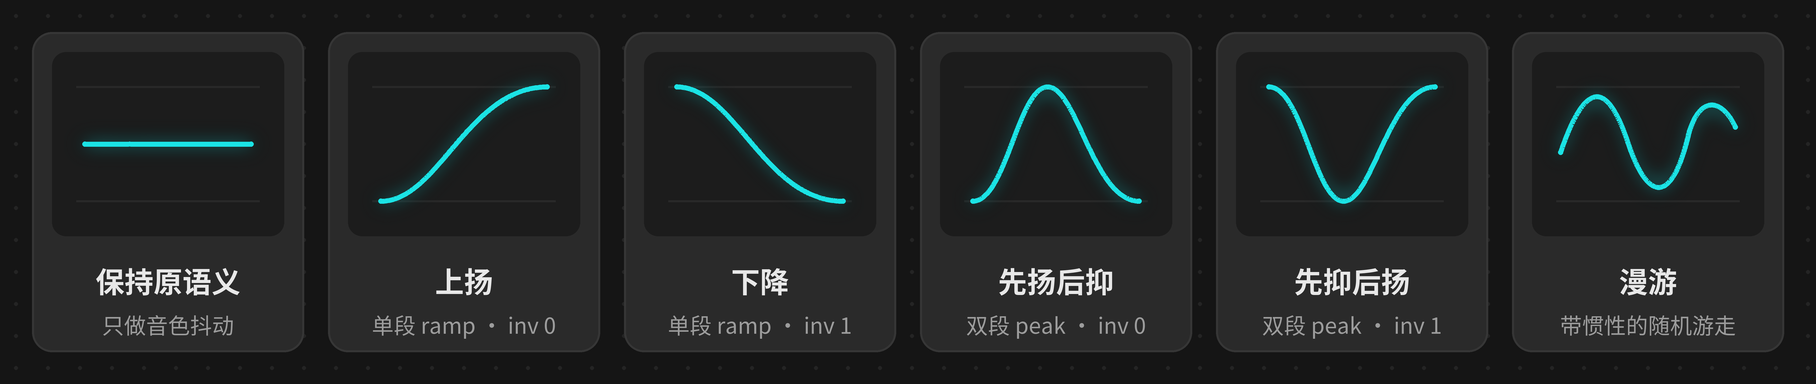 保持原语义
只做音色抖动
上扬
单段 ramp · inv 0
下降
单段 ramp · inv 1
先扬后抑
双段 peak · inv 0
先抑后扬
双段 peak · inv 1
漫游
带惯性的随机游走